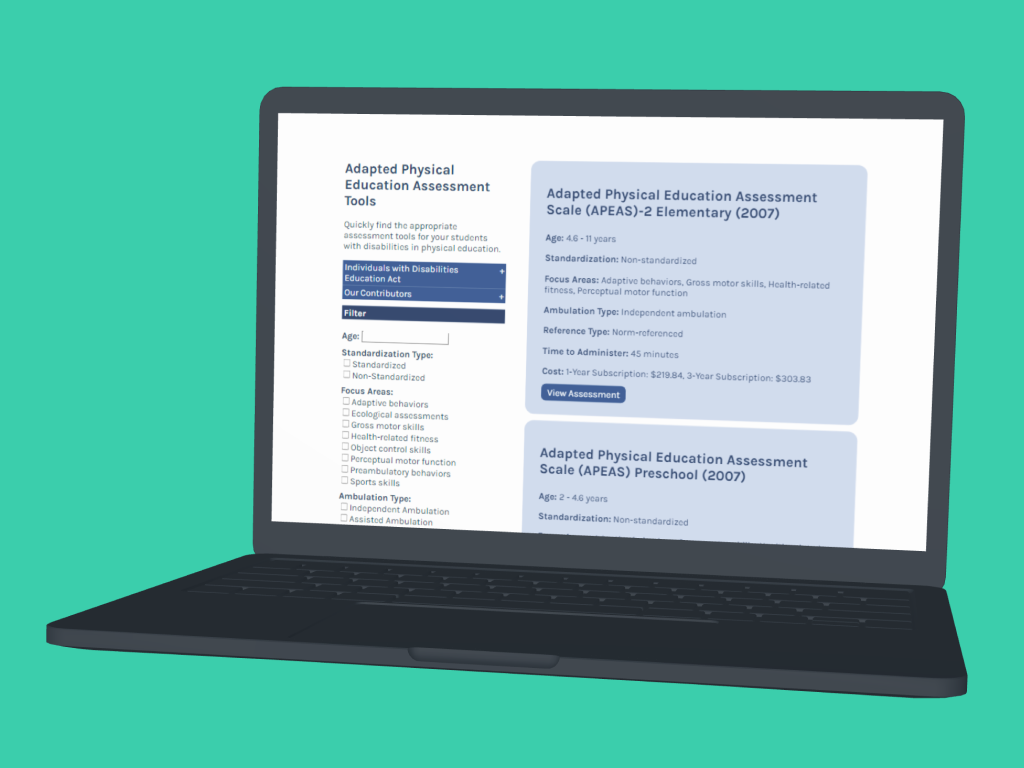 Adapted Physical
Education Assessment
Tools
Quickly find the appropriate
assessment tools for your students
with disabilities in physical education.
Individuals with Disabilities +
Education Act
Our Contributors +
Filter
Age:
Standardization Type:
Standardized
Non-Standardized
Focus Areas:
Adaptive behaviors
Ecological assessments
Gross motor skills
Health-related fitness
Object control skills
Perceptual motor function
Preambulatory behaviors
Sports skills
Ambulation Type:
Independent Ambulation
Assisted Ambulation
Adapted Physical Education Assessment
Scale (APEAS)-2 Elementary (2007)
Age: 4.6 - 11 years
Standardization: Non-standardized
Focus Areas: Adaptive behaviors, Gross motor skills, Health-related
fitness, Perceptual motor function
Ambulation Type: Independent ambulation
Reference Type: Norm-referenced
Time to Administer: 45 minutes
Cost: 1-Year Subscription: $219.84, 3-Year Subscription: $303.83
View Assessment
Adapted Physical Education Assessment
Scale (APEAS) Preschool (2007)
Age: 2 - 4.6 years
Standardization: Non-standardized